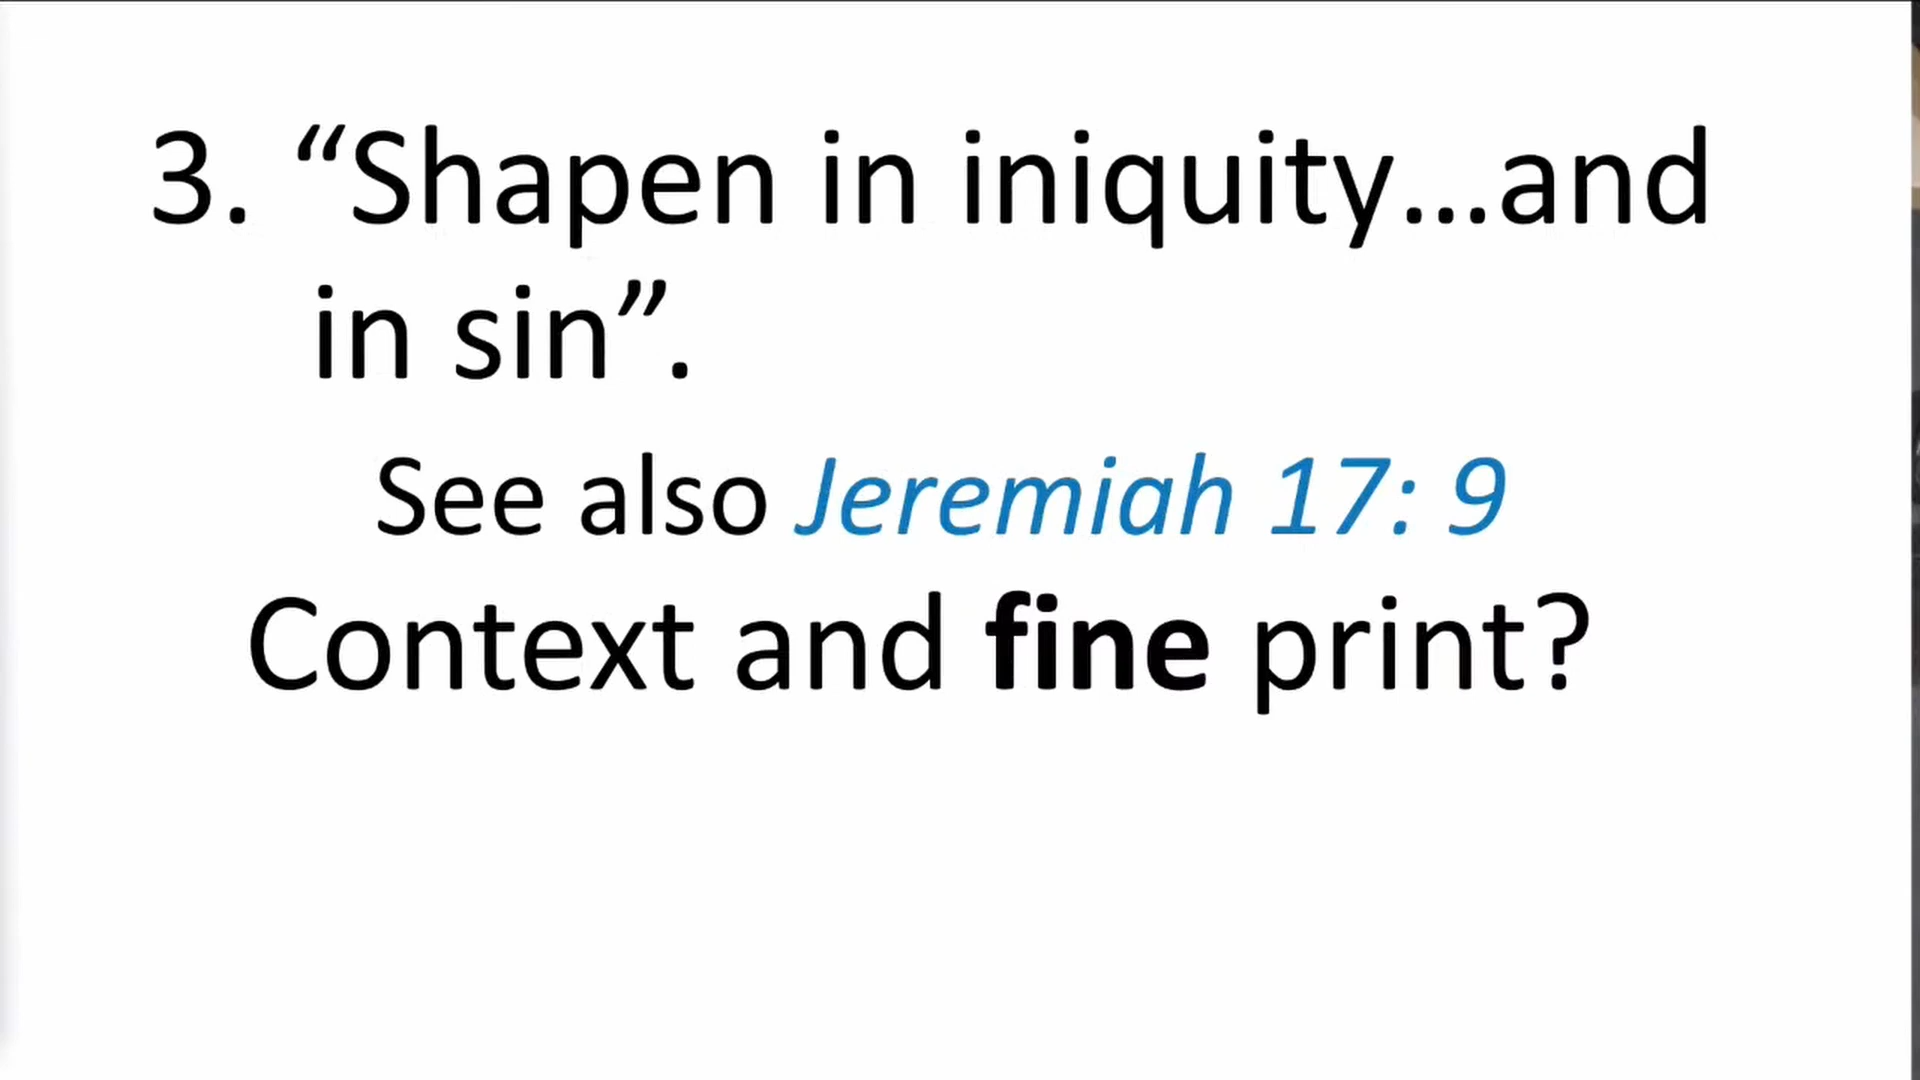 3. “Shapen in iniquity...and
in sin”.
See also Jeremiah 17: 9
Context and fine print?